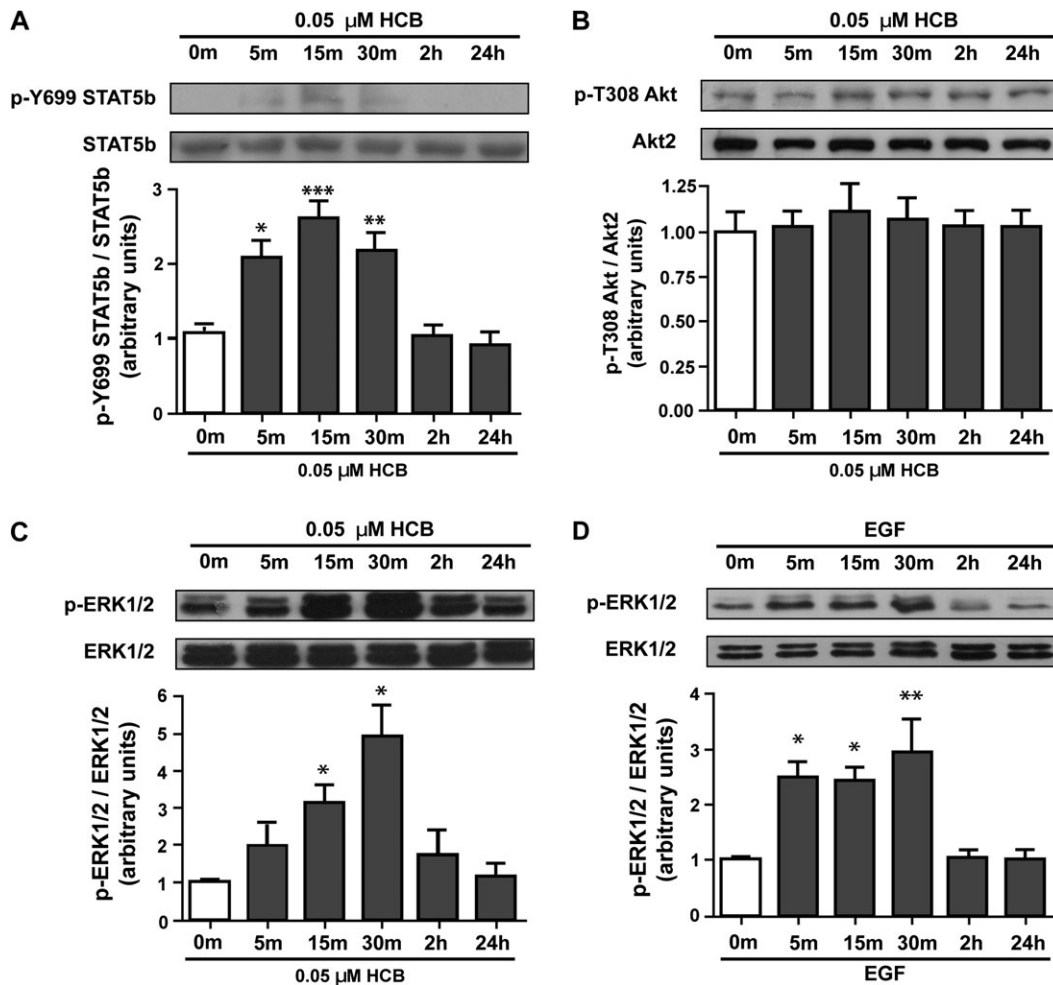 A
0.05 μM HCB
0m 5m 15m 30m 2h 24h
p-Y699 STAT5b
STAT5b
p-Y699 STAT5b / STAT5b
(arbitrary units)
3
2
1
0
* *** **
0m 5m 15m 30m 2h 24h
0.05 μM HCB
B
0.05 μM HCB
0m 5m 15m 30m 2h 24h
p-T308 Akt
Akt2
p-T308 Akt / Akt2
(arbitrary units)
1.25
1.00
0.75
0.50
0.25
0.00
0m 5m 15m 30m 2h 24h
0.05 μM HCB
C
0.05 μM HCB
0m 5m 15m 30m 2h 24h
p-ERK1/2
ERK1/2
p-ERK1/2 / ERK1/2
(arbitrary units)
6
5
4
3
2
1
0
* *
0m 5m 15m 30m 2h 24h
0.05 μM HCB
D
EGF
0m 5m 15m 30m 2h 24h
p-ERK1/2
ERK1/2
p-ERK1/2 / ERK1/2
(arbitrary units)
4
3
2
1
0
* * **
0m 5m 15m 30m 2h 24h
EGF